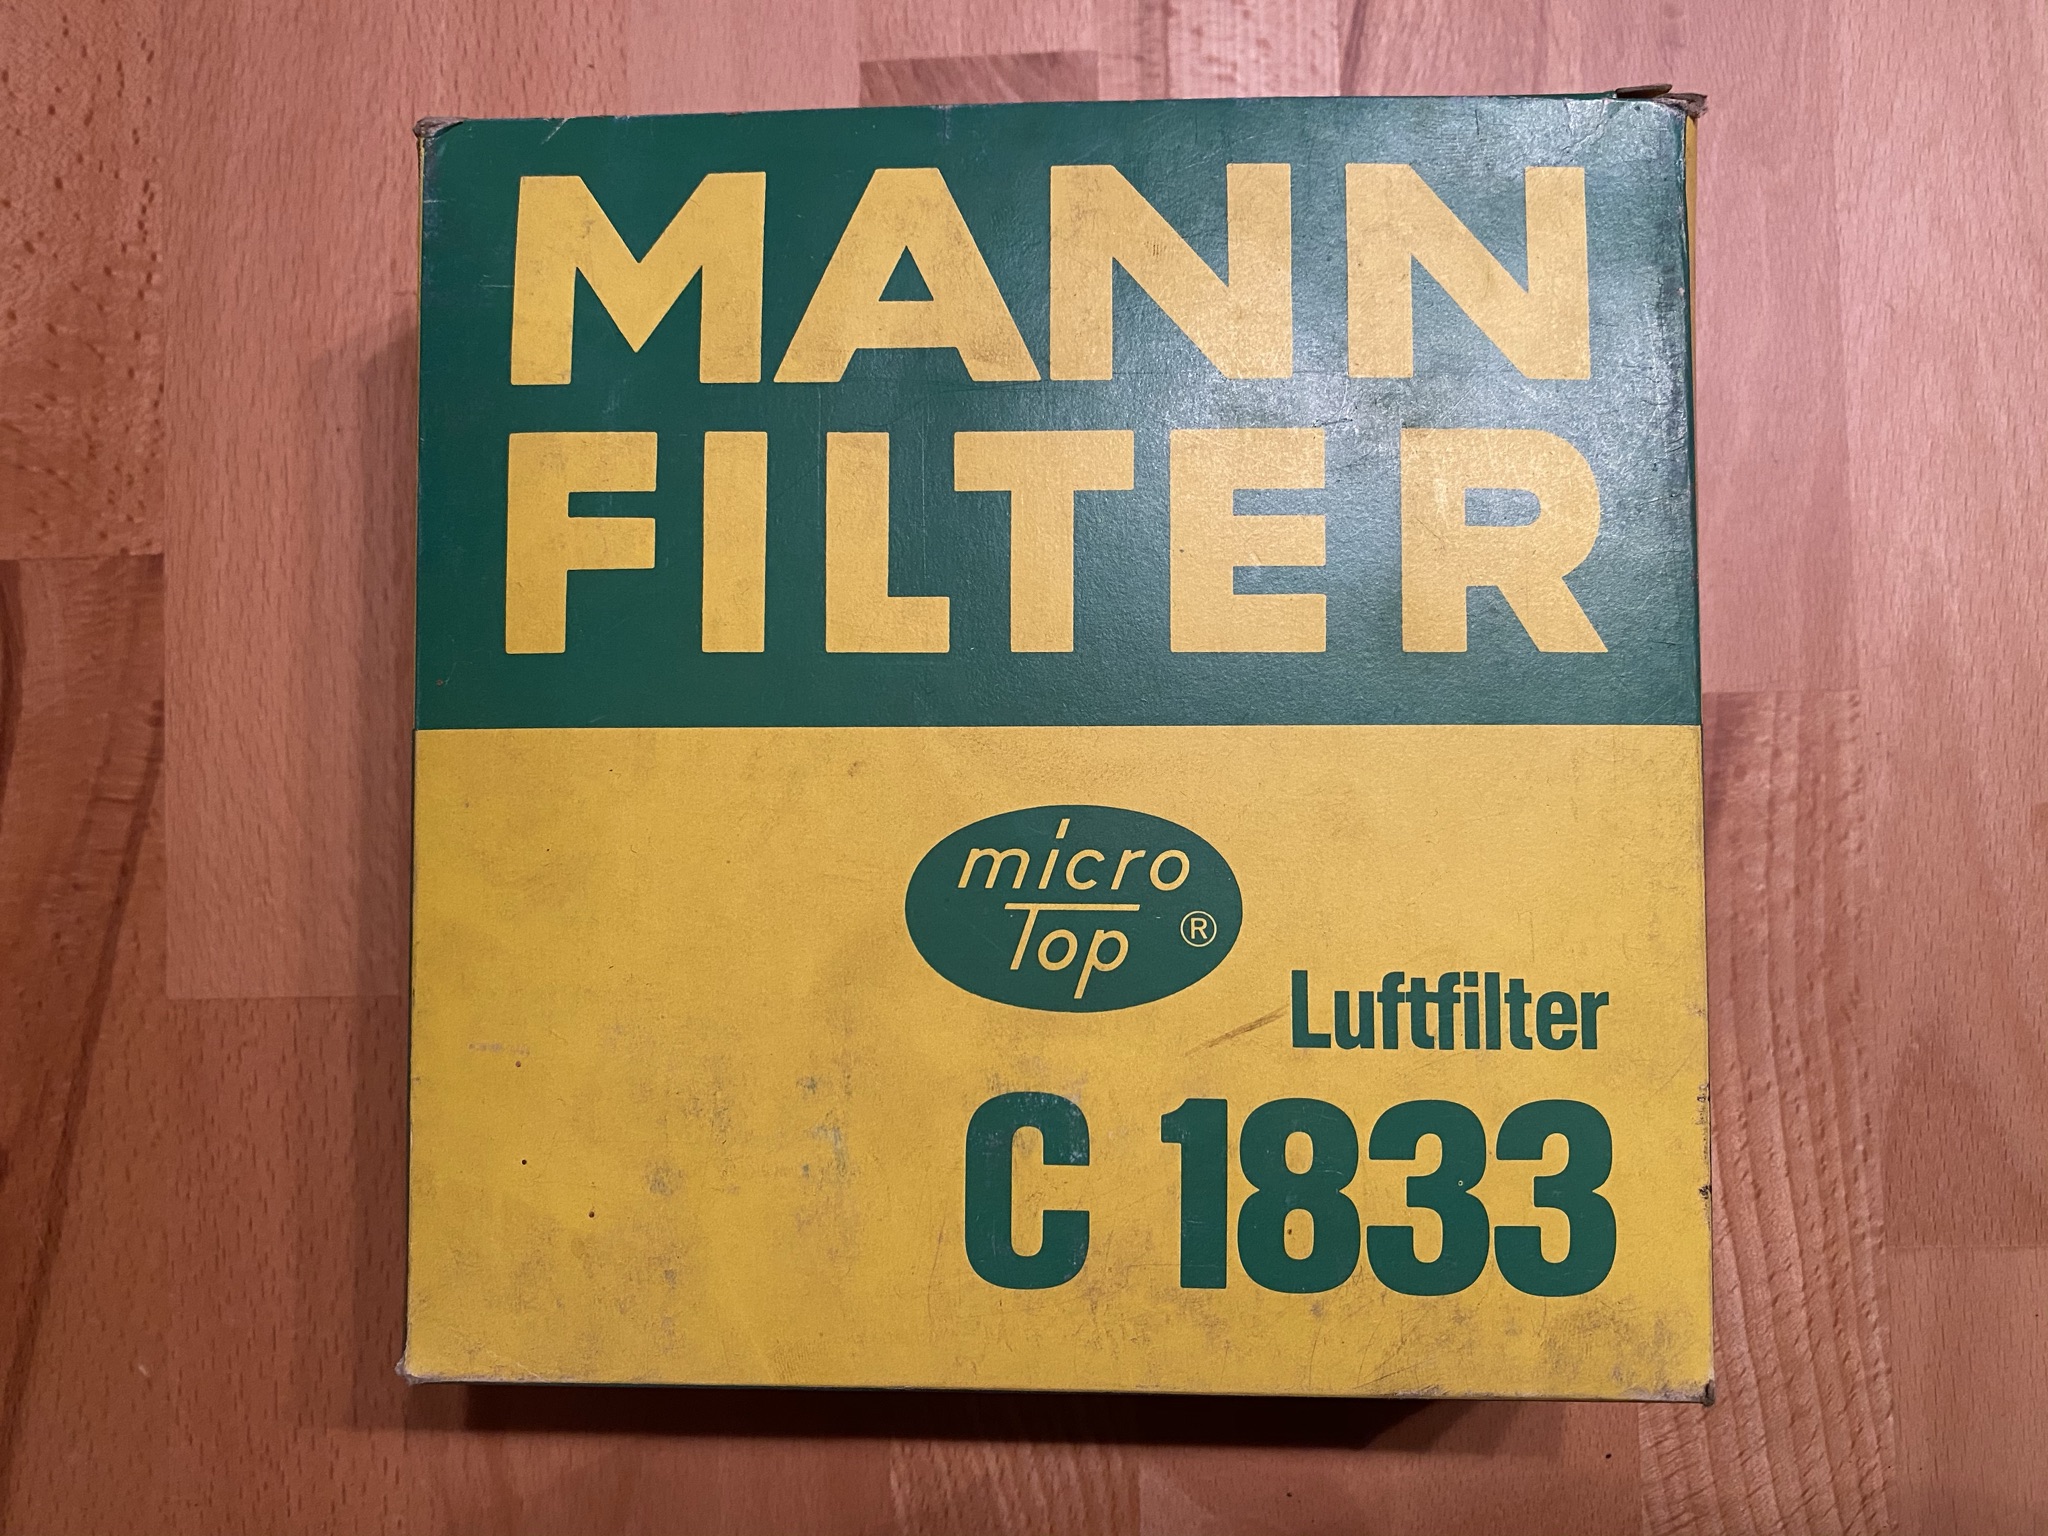 MANN
FILTER
micro
Top ®
Luftfilter
C 1833